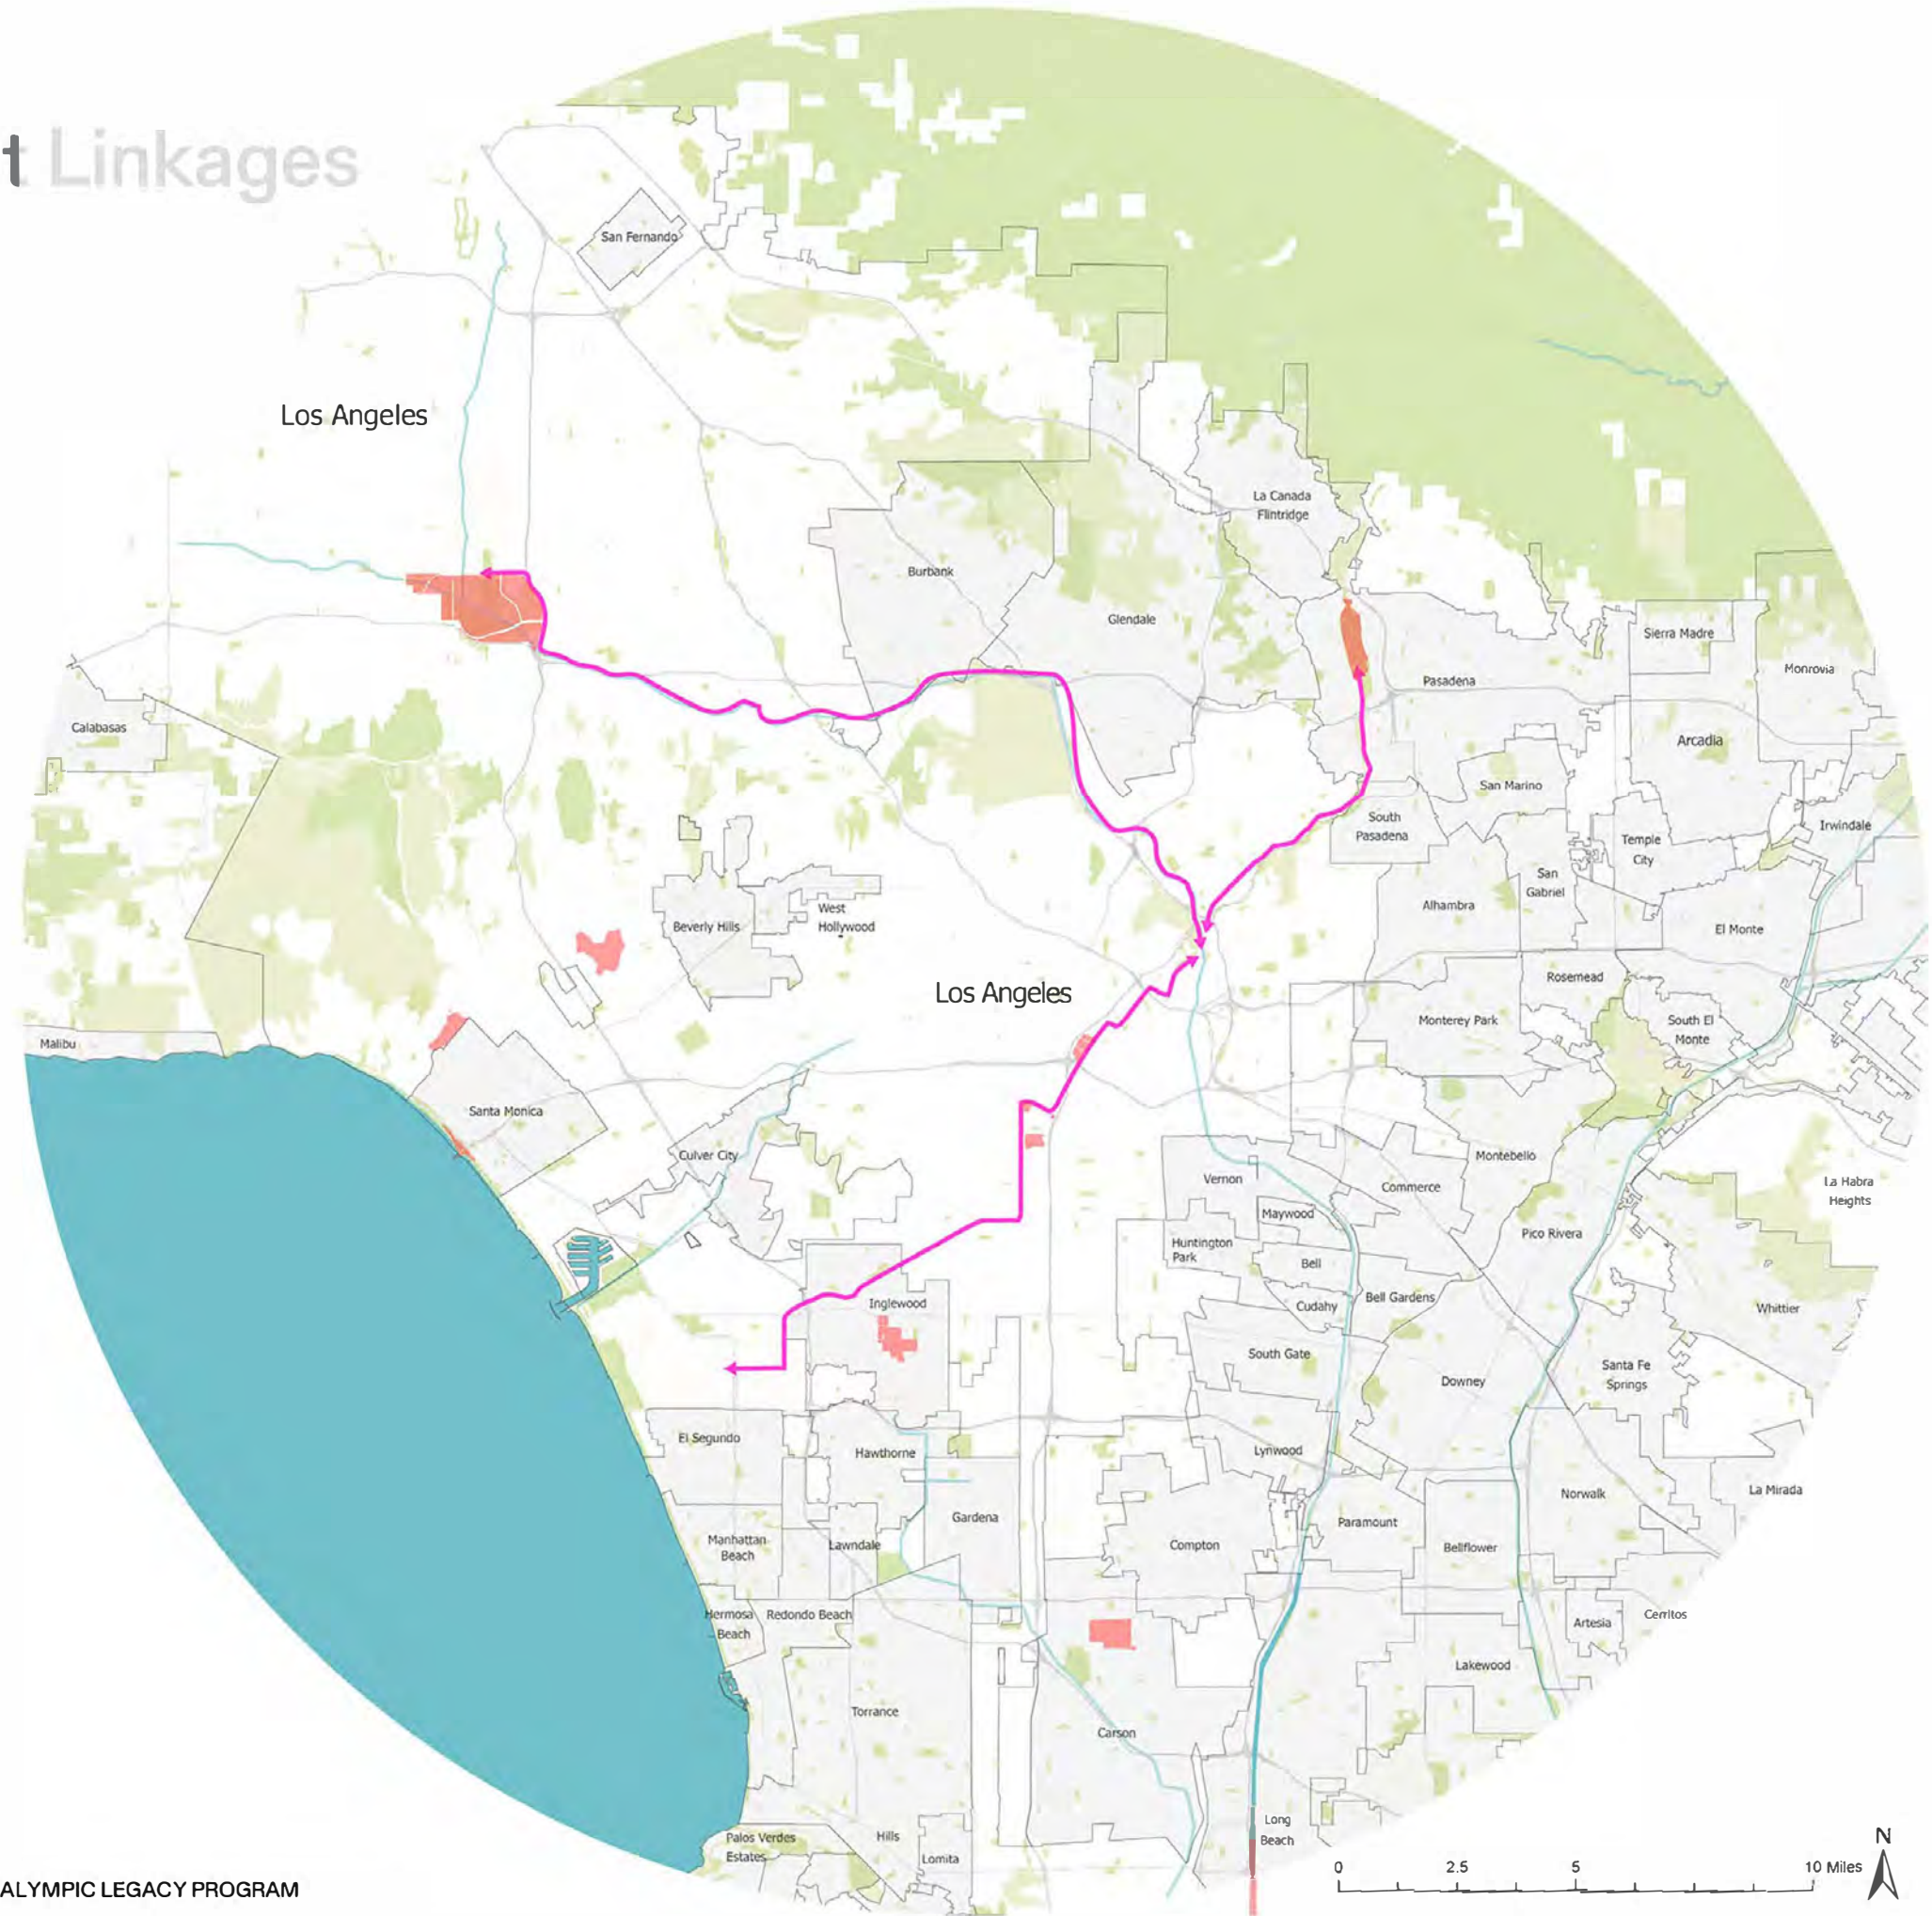 t Linkages
San Fernando
Los Angeles
La Canada
Flintridge
Burbank
Glendale
Sierra Madre
Monrovia
Pasadena
Calabasas
Arcadia
San Marino
South
Pasadena
Irwindale
Temple
City
San
Gabriel
Alhambra
West
Hollywood
Beverly Hills
El Monte
Rosemead
Los Angeles
Monterey Park
South El
Monte
Malibu
Santa Monica
Culver City
Montebello
Vernon
Commerce
La Habra
Heights
Maywood
Huntington
Park
Pico Rivera
Bell
Bell Gardens
Cudahy
Inglewood
Whittier
South Gate
Santa Fe
Springs
Downey
El Segundo
Hawthorne
Lynwood
La Mirada
Norwalk
Gardena
Paramount
Manhattan
Beach
Lawndale
Compton
Bellflower
Hermosa
Beach
Redondo Beach
Artesia
Cerritos
Lakewood
Torrance
Carson
Long
Beach
Palos Verdes
Estates
Hills
Lomita
N
0 2.5 5 10 Miles
ALYMPIC LEGACY PROGRAM